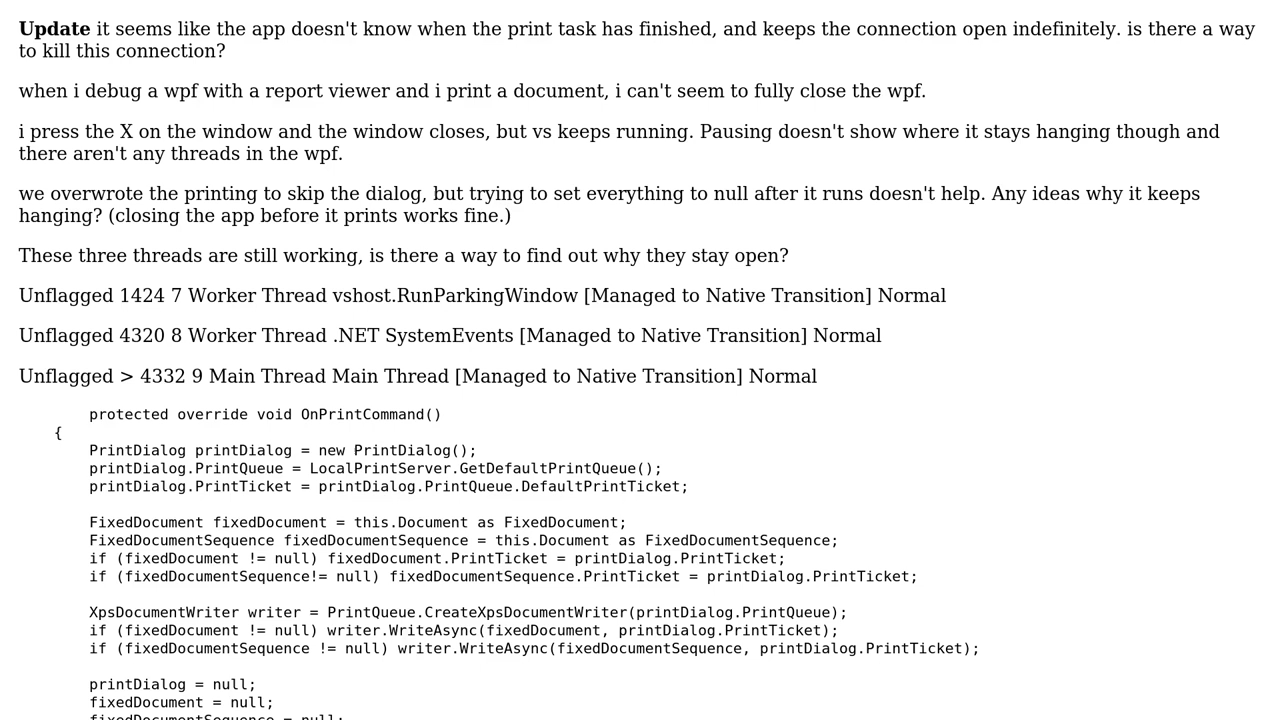 Update it seems like the app doesn't know when the print task has finished, and keeps the connection open indefinitely. is there a way
to kill this connection?
when i debug a wpf with a report viewer and i print a document, i can't seem to fully close the wpf.
i press the X on the window and the window closes, but vs keeps running. Pausing doesn't show where it stays hanging though and
there aren't any threads in the wpf.
we overwrote the printing to skip the dialog, but trying to set everything to null after it runs doesn't help. Any ideas why it keeps
hanging? (closing the app before it prints works fine.)
These three threads are still working, is there a way to find out why they stay open?
Unflagged 1424 7 Worker Thread vshost.RunParkingWindow [Managed to Native Transition] Normal
Unflagged 4320 8 Worker Thread .NET SystemEvents [Managed to Native Transition] Normal
Unflagged > 4332 9 Main Thread Main Thread [Managed to Native Transition] Normal
        protected override void OnPrintCommand()
    {
        PrintDialog printDialog = new PrintDialog();
        printDialog.PrintQueue = LocalPrintServer.GetDefaultPrintQueue();
        printDialog.PrintTicket = printDialog.PrintQueue.DefaultPrintTicket;
        FixedDocument fixedDocument = this.Document as FixedDocument;
        FixedDocumentSequence fixedDocumentSequence = this.Document as FixedDocumentSequence;
        if (fixedDocument != null) fixedDocument.PrintTicket = printDialog.PrintTicket;
        if (fixedDocumentSequence!= null) fixedDocumentSequence.PrintTicket = printDialog.PrintTicket;
        XpsDocumentWriter writer = PrintQueue.CreateXpsDocumentWriter(printDialog.PrintQueue);
        if (fixedDocument != null) writer.WriteAsync(fixedDocument, printDialog.PrintTicket);
        if (fixedDocumentSequence != null) writer.WriteAsync(fixedDocumentSequence, printDialog.PrintTicket);
        printDialog = null;
        fixedDocument = null;
        fixedDocumentSequence = null;